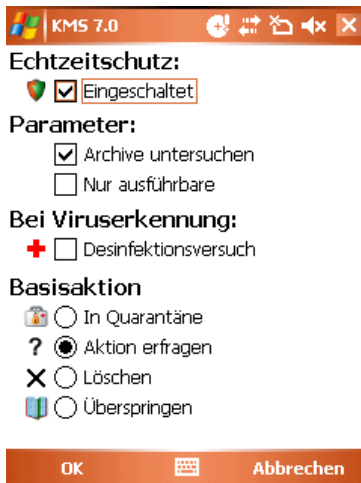 KMS 7.0
Echtzeitschutz:
Eingeschaltet
Parameter:
Archive untersuchen
Nur ausführbare
Bei Viruserkennung:
Desinfektionsversuch
Basisaktion
In Quarantäne
? Aktion erfragen
Löschen
Überspringen
OK Abbrechen